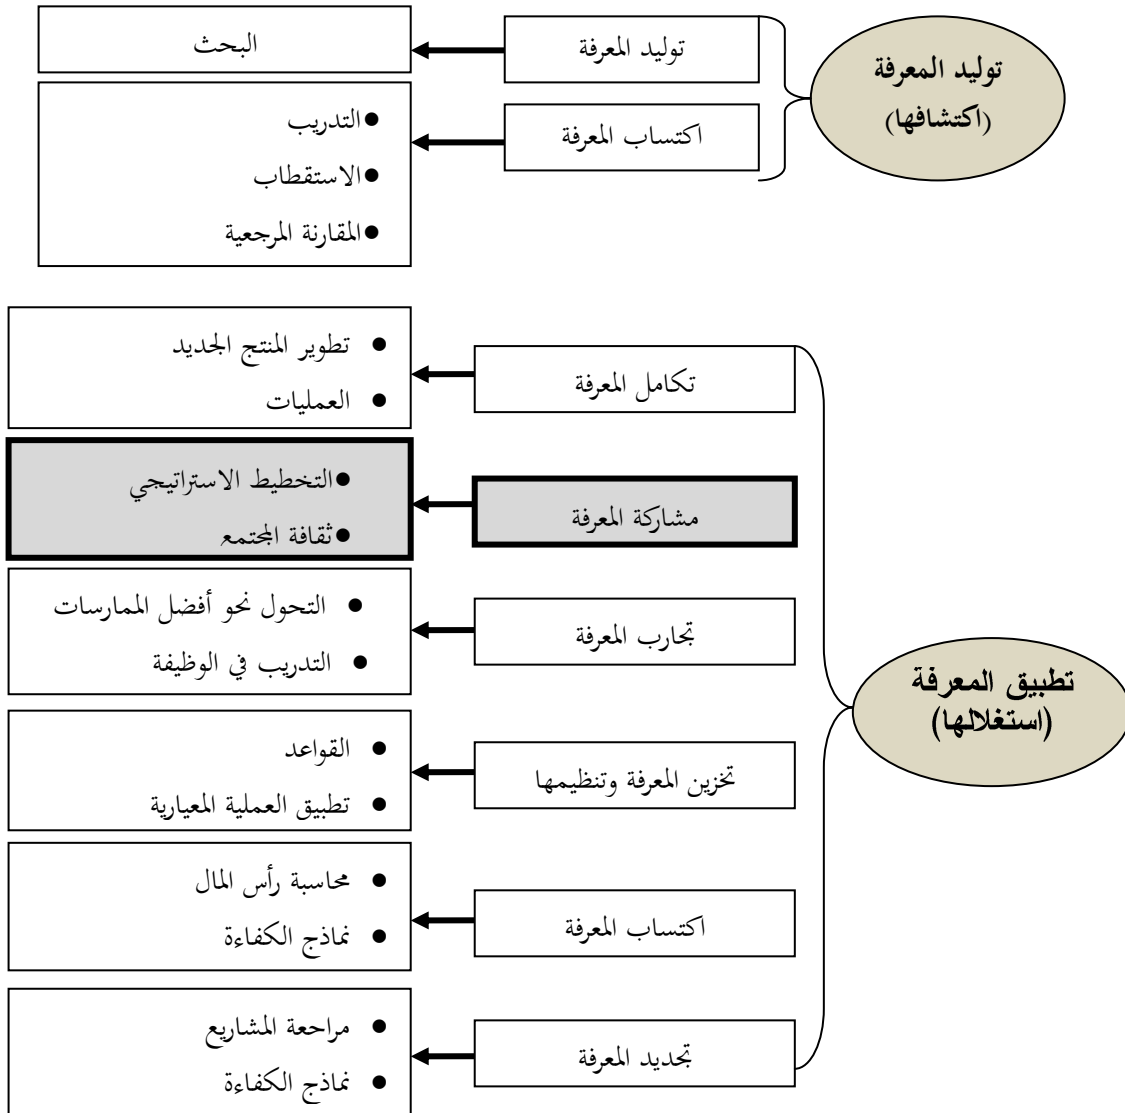 توليد المعرفة
(اكتشافها)
توليد المعرفة
البحث
اكتساب المعرفة
●التدريب
●الاستقطاب
●المقارنة المرجعية
تطبيق المعرفة
(استغلالها)
تكامل المعرفة
● تطوير المنتج الجديد
● العمليات
مشاركة المعرفة
●التخطيط الاستراتيجي
●ثقافة المجتمع
تجارب المعرفة
● التحول نحو أفضل الممارسات
● التدريب في الوظيفة
تخزين المعرفة وتنظيمها
● القواعد
● تطبيق العملية المعيارية
اكتساب المعرفة
● محاسبة رأس المال
● نماذج الكفاءة
تجديد المعرفة
● مراجعة المشاريع
● نماذج الكفاءة